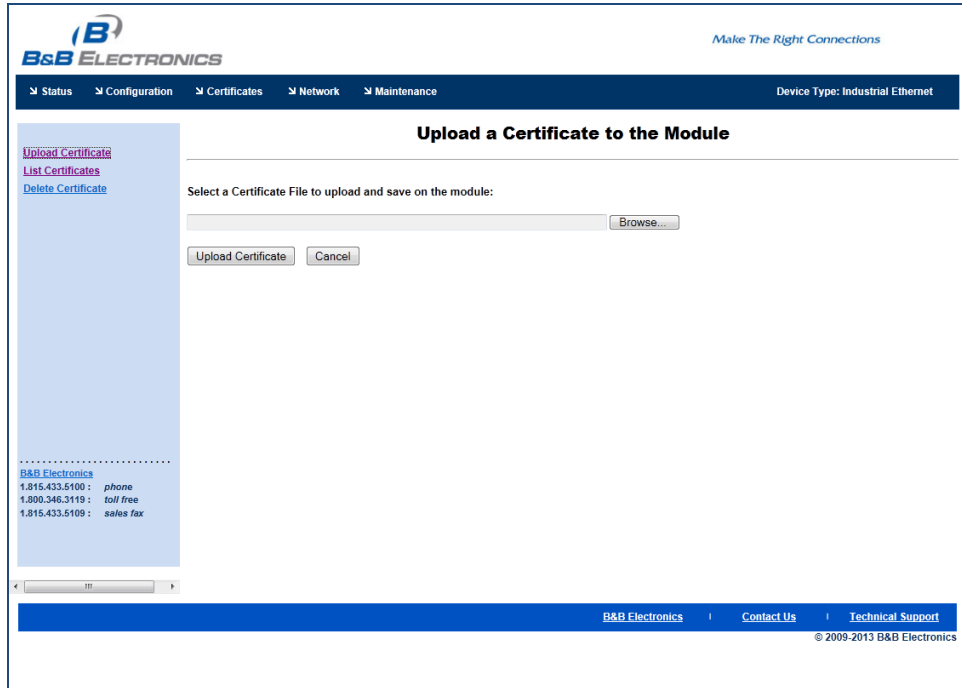 B
B&B ELECTRONICS
Make The Right Connections
Status Configuration Certificates Network Maintenance Device Type: Industrial Ethernet
Upload Certificate
List Certificates
Delete Certificate
Upload a Certificate to the Module
Select a Certificate File to upload and save on the module:
Browse...
Upload Certificate Cancel
B&B Electronics
1.815.433.5100 : phone
1.800.346.3119 : toll free
1.815.433.5109 : sales fax
B&B Electronics | Contact Us | Technical Support
© 2009-2013 B&B Electronics